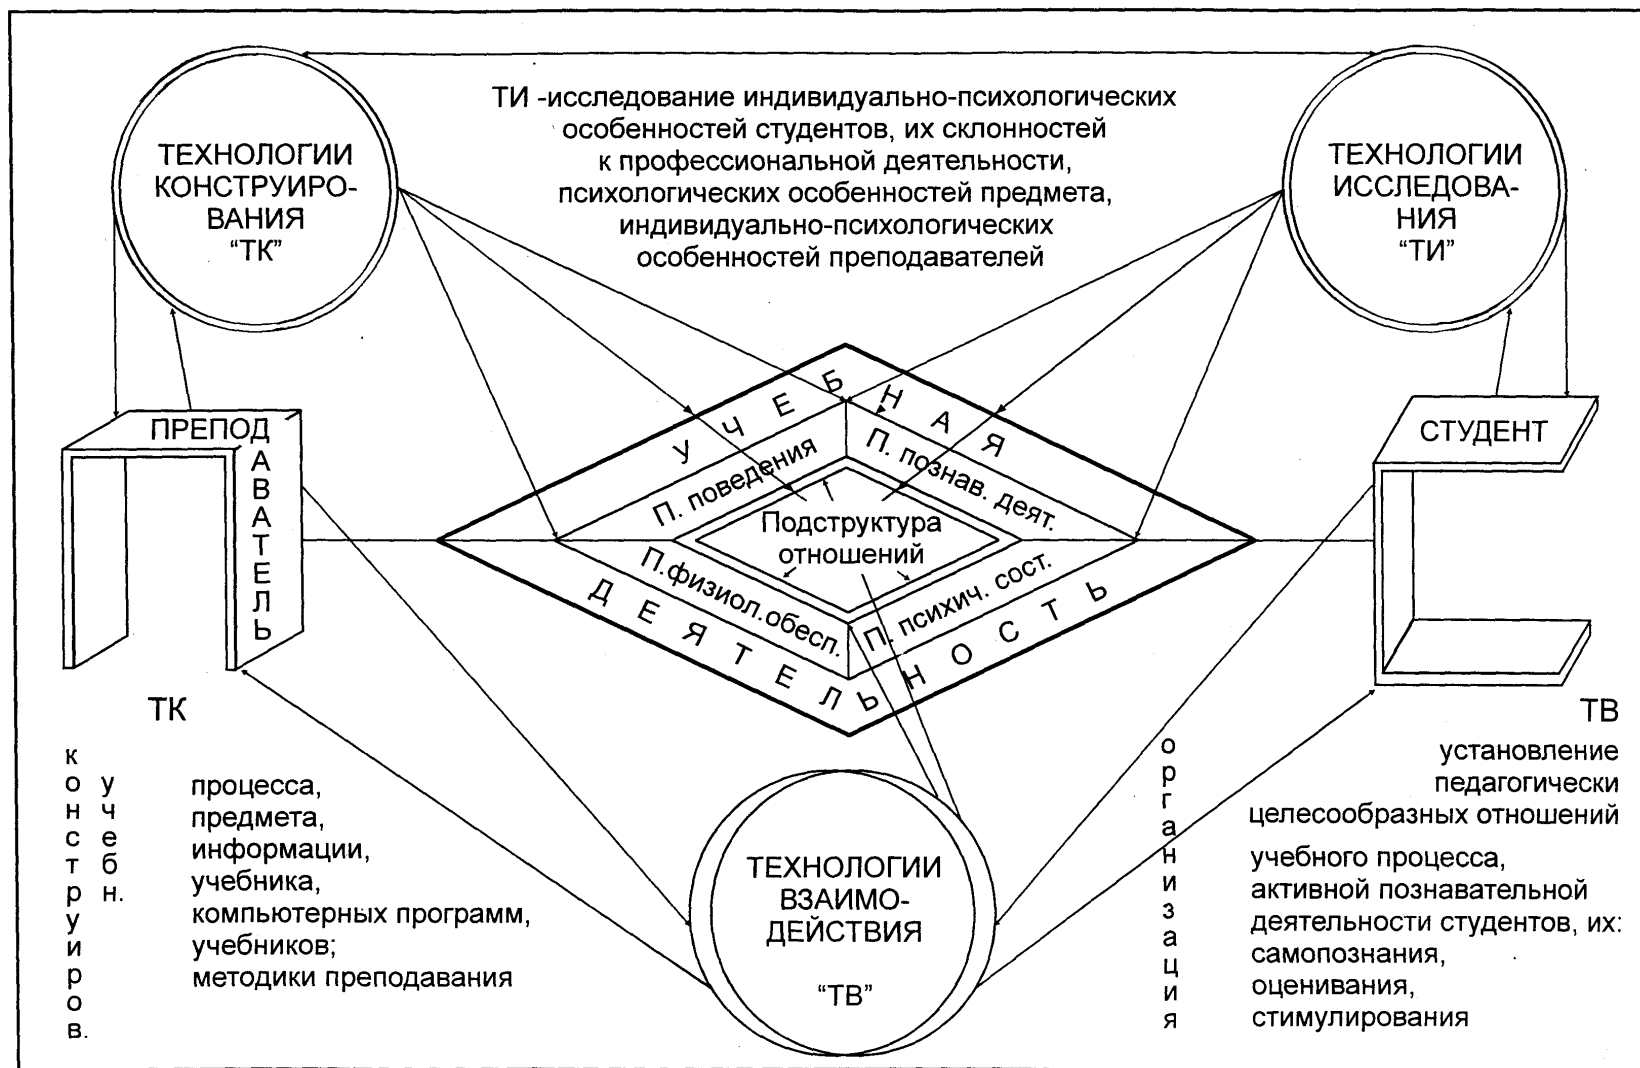 ТИ -исследование индивидуально-психологических
особенностей студентов, их склонностей
к профессиональной деятельности,
психологических особенностей предмета,
индивидуально-психологических
особенностей преподавателей
ТЕХНОЛОГИИ
КОНСТРУИРО-
ВАНИЯ
“ТК”
ТЕХНОЛОГИИ
ИССЛЕДОВА-
НИЯ
“ТИ”
ПРЕПОДАВАТЕЛЬ
УЧЕБНАЯ
П. поведения
П. познав. деят.
Подструктура
отношений
П.физиол.обесп.
П. психич. сост.
ДЕЯТЕЛЬНОСТЬ
СТУДЕНТ
ТК
конструиров.
учебн.
процесса,
предмета,
информации,
учебника,
компьютерных программ,
учебников;
методики преподавания
ТЕХНОЛОГИИ
ВЗАИМО-
ДЕЙСТВИЯ
“ТВ”
ТВ
установление
педагогически
целесообразных отношений
организация
учебного процесса,
активной познавательной
деятельности студентов, их:
самопознания,
оценивания,
стимулирования